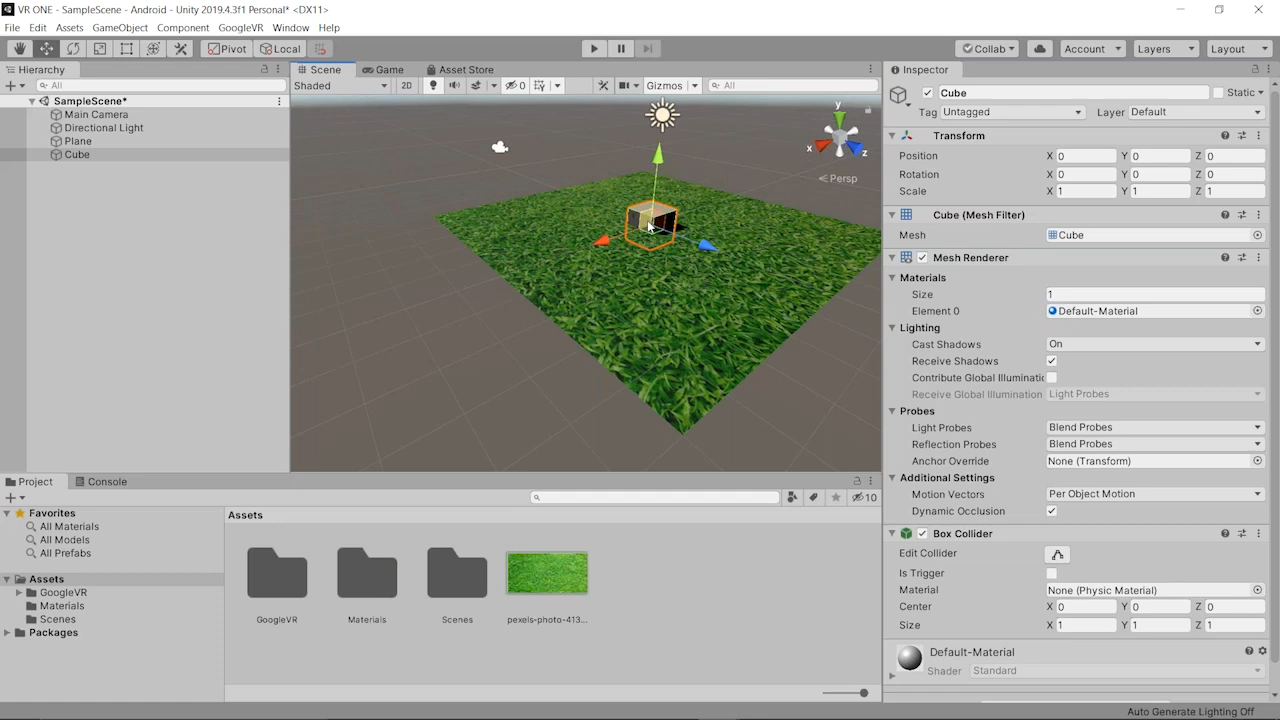 VR ONE - SampleScene - Android - Unity 2019.4.3f1 Personal* <DX11>
File Edit Assets GameObject Component GoogleVR Window Help
Pivot Local Collab Account Layers Layout
Hierarchy
All
SampleScene*
Main Camera
Directional Light
Plane
Cube
Scene Game Asset Store
Shaded 2D 0 Gizmos All
y
x
z
Persp
Inspector
Cube Static
Tag Untagged Layer Default
Transform
Position X 0 Y 0 Z 0
Rotation X 0 Y 0 Z 0
Scale X 1 Y 1 Z 1
Cube (Mesh Filter)
Mesh Cube
Mesh Renderer
Materials
Size 1
Element 0 Default-Material
Lighting
Cast Shadows On
Receive Shadows
Contribute Global Illuminatic
Receive Global Illumination Light Probes
Probes
Light Probes Blend Probes
Reflection Probes Blend Probes
Anchor Override None (Transform)
Additional Settings
Motion Vectors Per Object Motion
Dynamic Occlusion
Box Collider
Edit Collider
Is Trigger
Material None (Physic Material)
Center X 0 Y 0 Z 0
Size X 1 Y 1 Z 1
Default-Material
Shader Standard
Project Console
10
Favorites
All Materials
All Models
All Prefabs
Assets
GoogleVR
Materials
Scenes
Packages
Assets
GoogleVR Materials Scenes pexels-photo-413...
Auto Generate Lighting Off